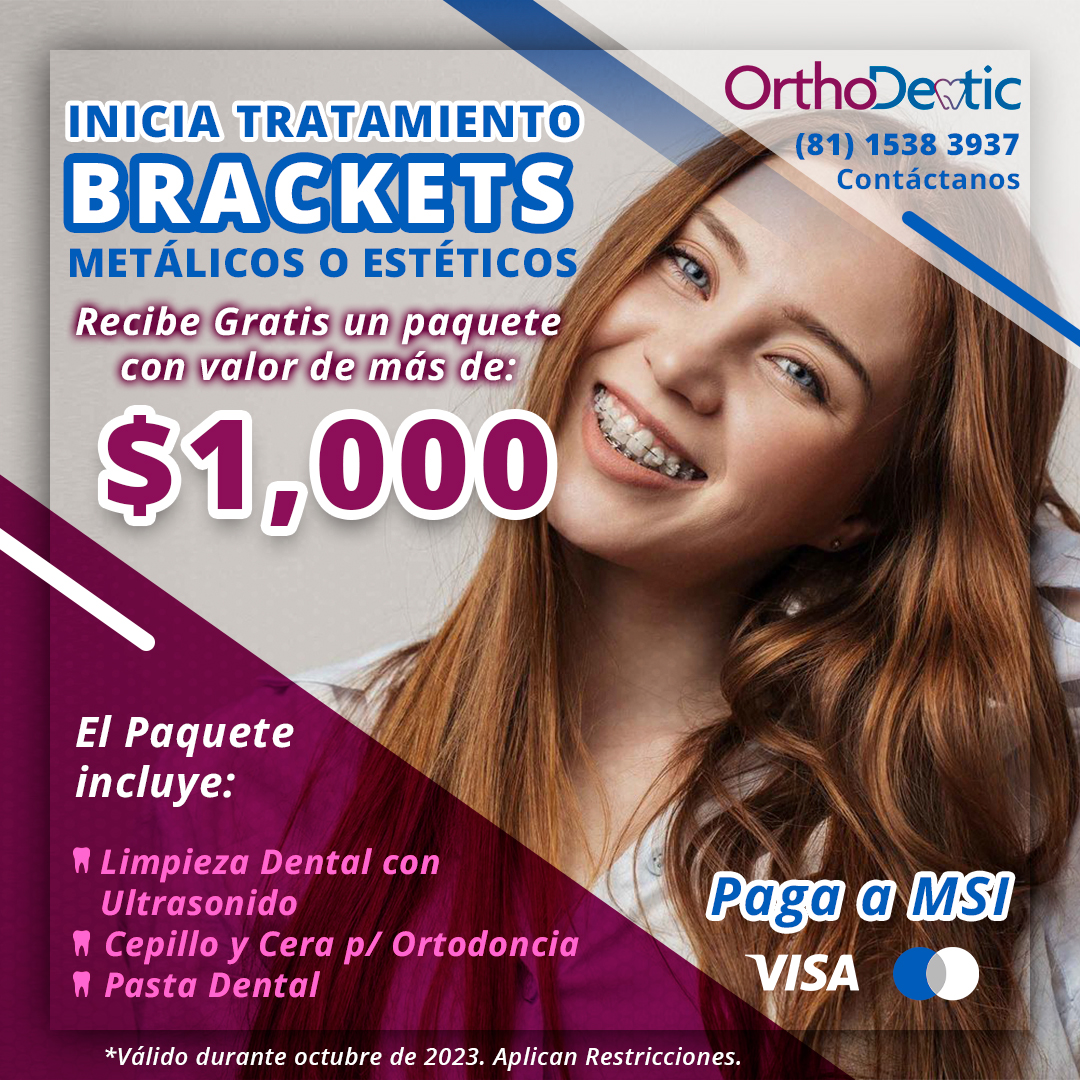 OrthoDentic
(81) 1538 3937
Contáctanos
INICIA TRATAMIENTO
BRACKETS
METÁLICOS O ESTÉTICOS
Recibe Gratis un paquete
con valor de más de:
$1,000
El Paquete
incluye:
Limpieza Dental con
Ultrasonido
Cepillo y Cera p/ Ortodoncia
Pasta Dental
Paga a MSI
VISA
*Válido durante octubre de 2023. Aplican Restricciones.